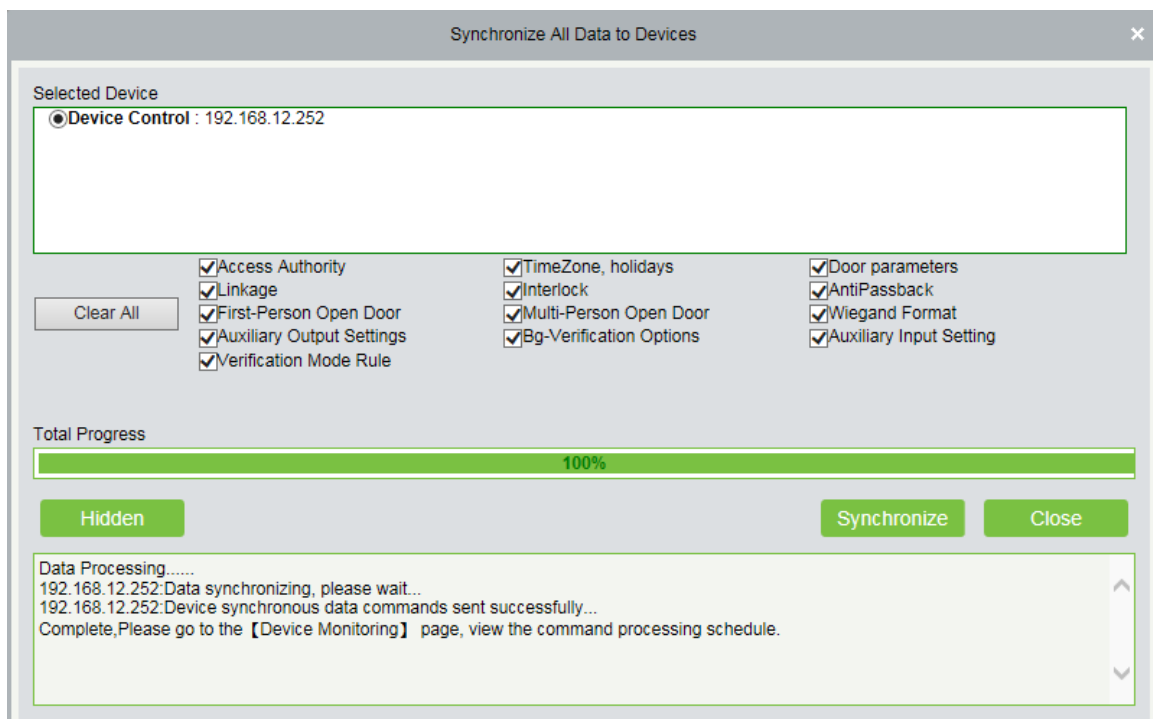 Synchronize All Data to Devices
Selected Device
Device Control : 192.168.12.252
Access Authority TimeZone, holidays Door parameters
Linkage Interlock AntiPassback
Clear All First-Person Open Door Multi-Person Open Door Wiegand Format
Auxiliary Output Settings Bg-Verification Options Auxiliary Input Setting
Verification Mode Rule
Total Progress
100%
Hidden Synchronize Close
Data Processing......
192.168.12.252:Data synchronizing, please wait...
192.168.12.252:Device synchronous data commands sent successfully...
Complete,Please go to the【Device Monitoring】 page, view the command processing schedule.